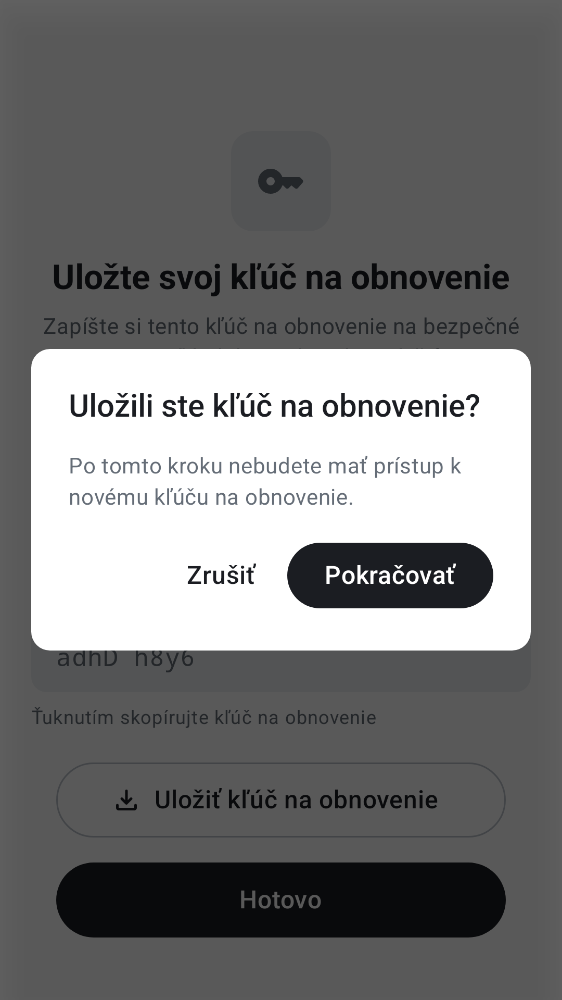 Uložte svoj kľúč na obnovenie
Zapíšte si tento kľúč na obnovenie na bezpečné
Uložili ste kľúč na obnovenie?
Po tomto kroku nebudete mať prístup k
novému kľúču na obnovenie.
Zrušiť
Pokračovať
adhD h8y6
Ťuknutím skopírujte kľúč na obnovenie
Uložiť kľúč na obnovenie
Hotovo